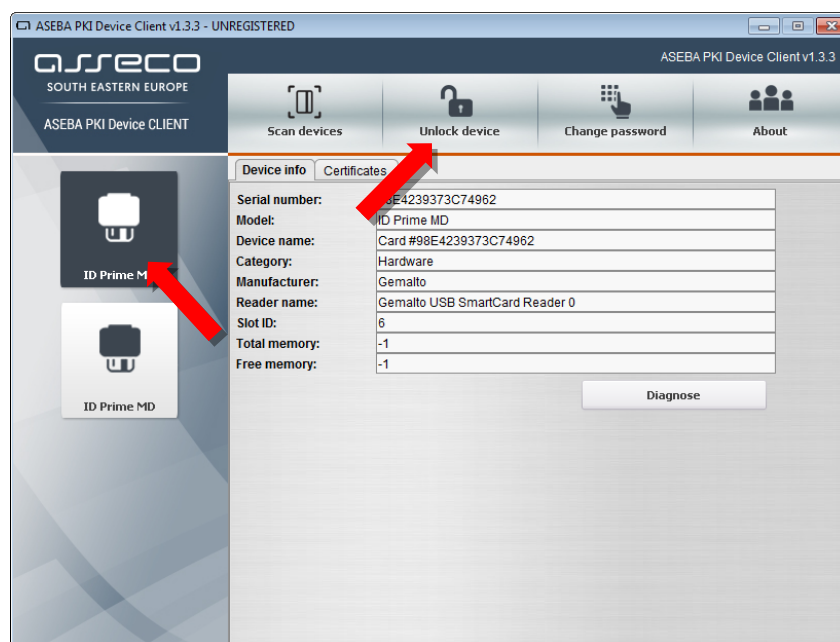 ASEBA PKI Device Client v1.3.3 - UNREGISTERED
asseco
SOUTH EASTERN EUROPE
ASEBA PKI Device CLIENT
ASEBA PKI Device Client v1.3.3
Scan devices
Unlock device
Change password
About
ID Prime
ID Prime MD
Device info
Certificates
Serial number: 8E4239373C74962
Model: ID Prime MD
Device name: Card #98E4239373C74962
Category: Hardware
Manufacturer: Gemalto
Reader name: Gemalto USB SmartCard Reader 0
Slot ID: 6
Total memory: -1
Free memory: -1
Diagnose